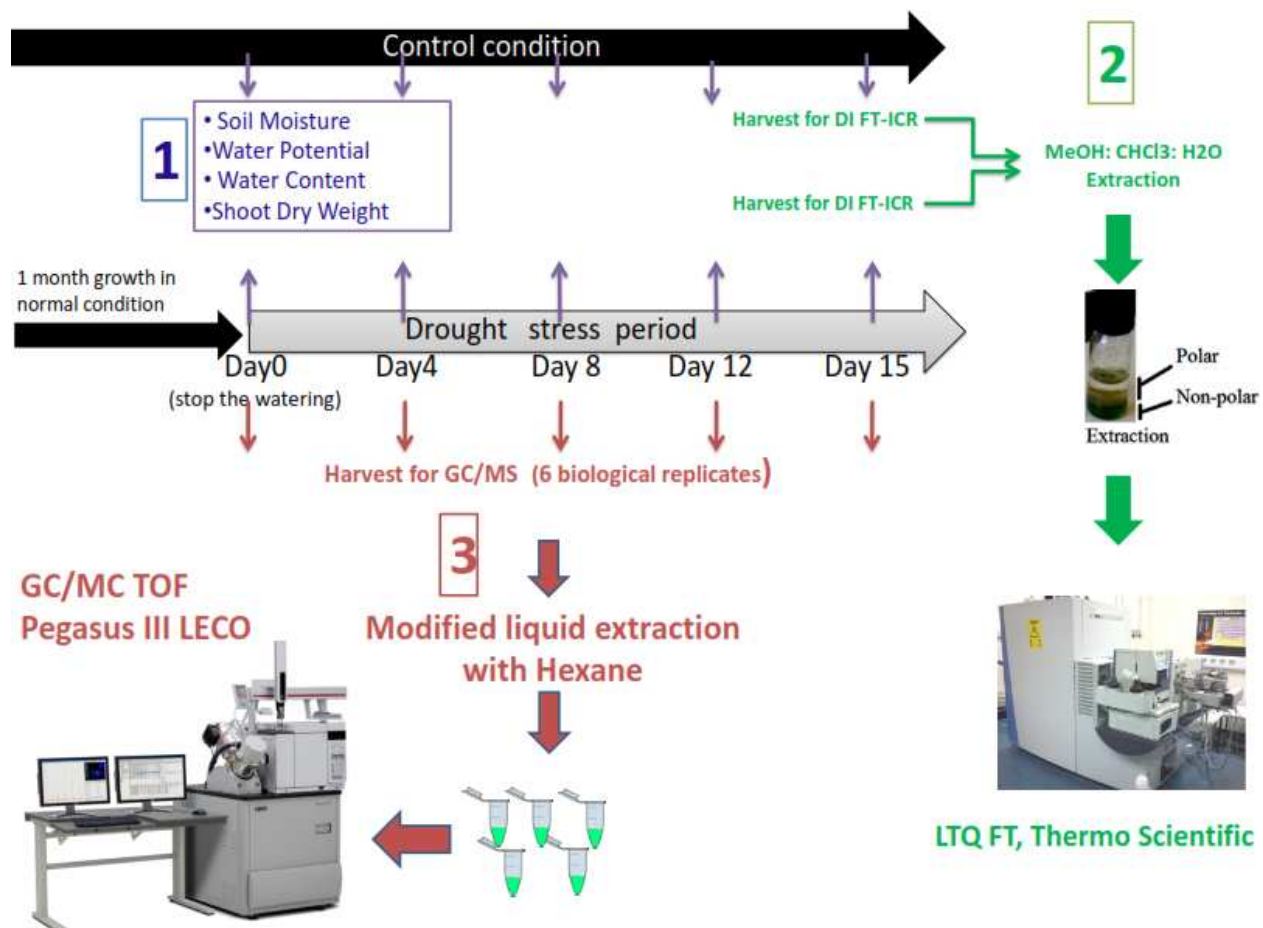 Control condition
2
1
• Soil Moisture
•Water Potential
• Water Content
•Shoot Dry Weight
Harvest for DI FT-ICR
Harvest for DI FT-ICR
MeOH: CHCl3: H2O
Extraction
1 month growth in
normal condition
Drought stress period
Day0
Day4
Day 8
Day 12
Day 15
(stop the watering)
Polar
Non-polar
Extraction
Harvest for GC/MS (6 biological replicates)
3
GC/MC TOF
Pegasus III LECO
Modified liquid extraction
with Hexane
LTQ FT, Thermo Scientific